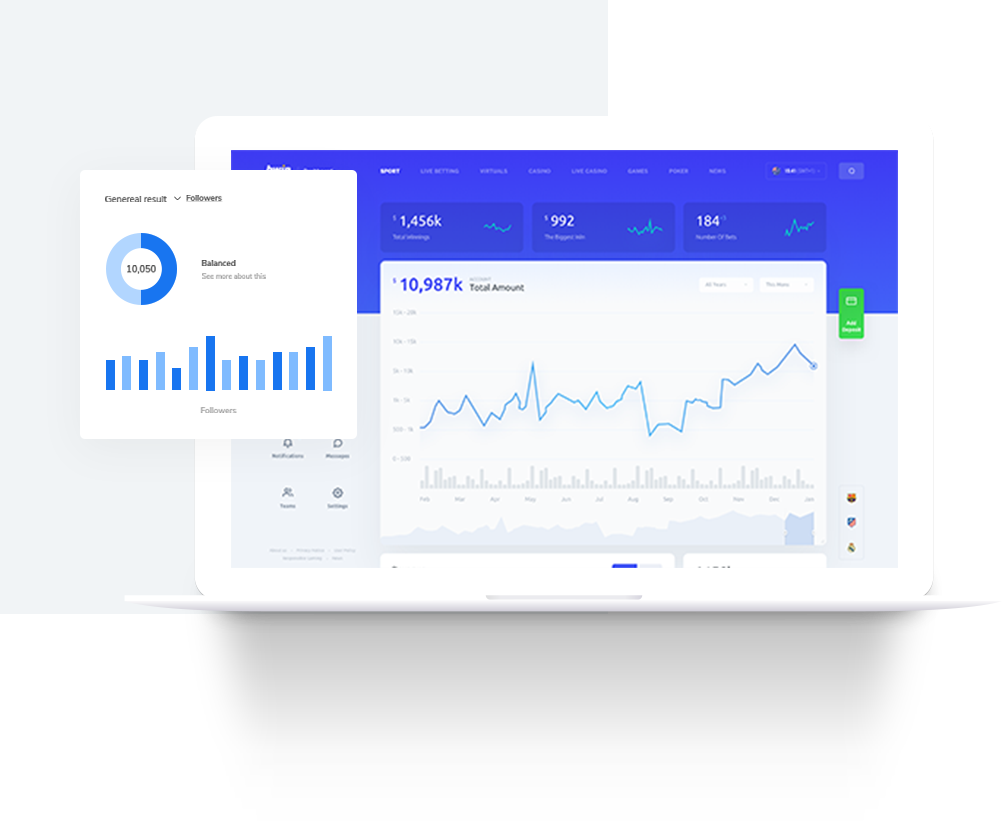 Genereal result
Followers
10,050
Balanced
See more about this
Followers
SPORT
LIVE BETTING
VIRTUALS
CASINO
LIVE CASINO
GAMES
POKER
NEWS
$ 1,456k
Total Winnings
$ 992
The Biggest Win
184
Number Of Bets
$ 10,987k
ACCOUNT
Total Amount
All Years
This Menu
Add
Deposit
10k - 20k
10k - 15k
5k - 10k
1k - 5k
500 - 1k
0 - 500
Feb Mar Apr May Jun Jul Aug Sep Oct Nov Dec Jan
Notifications
Messages
Teams
Settings